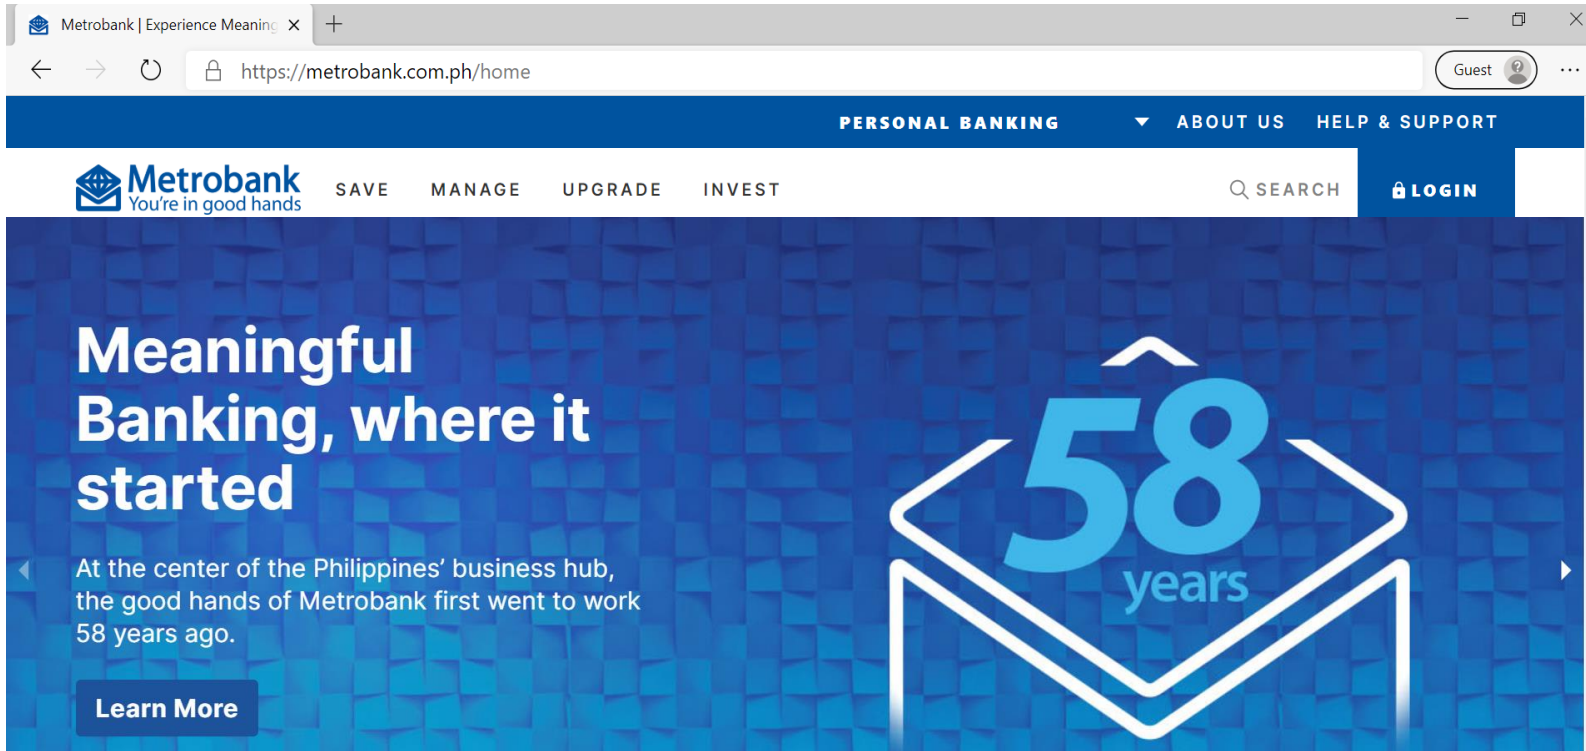 Metrobank | Experience Meaning
https://metrobank.com.ph/home
Guest
PERSONAL BANKING ABOUT US HELP & SUPPORT
Metrobank
You're in good hands
SAVE MANAGE UPGRADE INVEST SEARCH LOGIN
Meaningful
Banking, where it
started
At the center of the Philippines' business hub,
the good hands of Metrobank first went to work
58 years ago.
Learn More
58
years